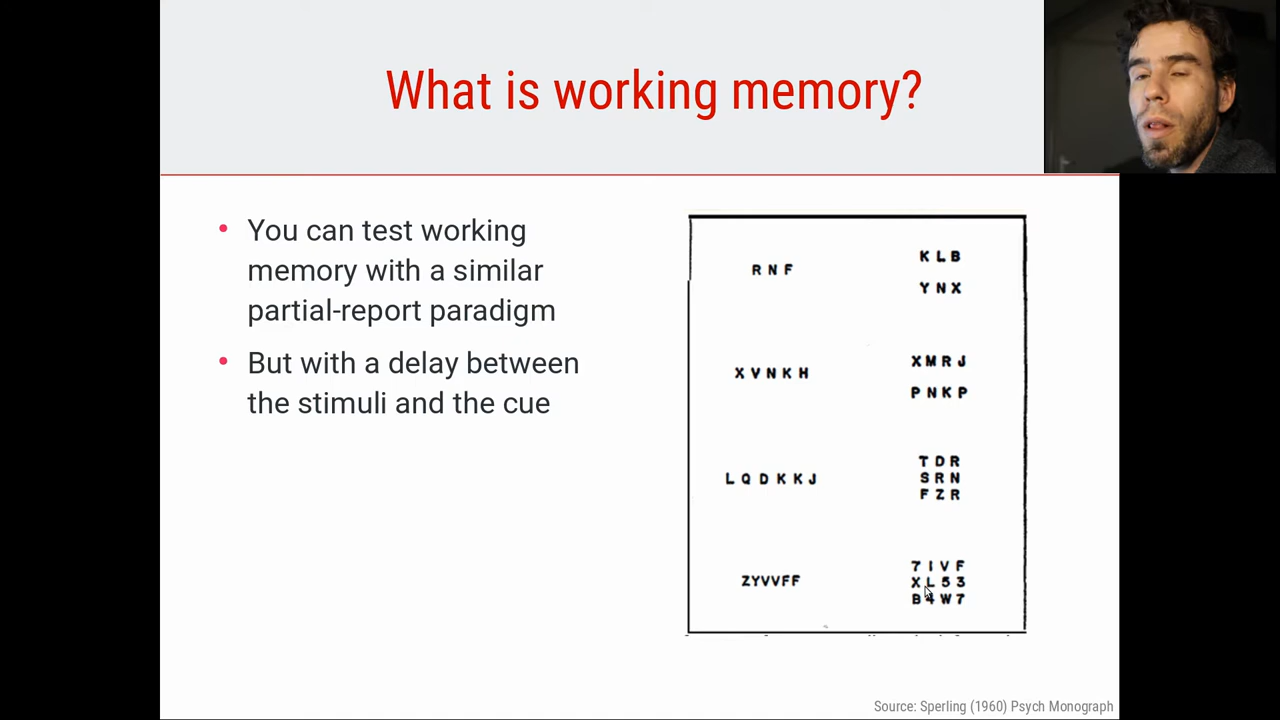 What is working memory?
You can test working
memory with a similar
partial-report paradigm
But with a delay between
the stimuli and the cue
R N F
K L B
Y N X
X V N K H
X M R J
P N K P
L Q D K K J
T D R
S R N
F Z R
Z Y V V F F
7 I V F
X L 5 3
B 4 W 7
Source: Sperling (1960) Psych Monograph